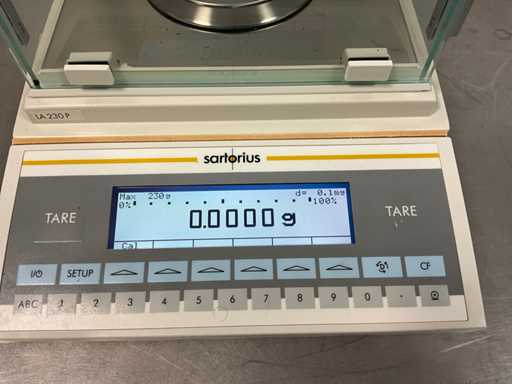 LA 230 P
sartorius
Max 230g d= 0.1mg
0% 100%
TARE 0.0000 g TARE
Cal
I/⏻ SETUP CF
ABC 1 2 3 4 5 6 7 8 9 0 .